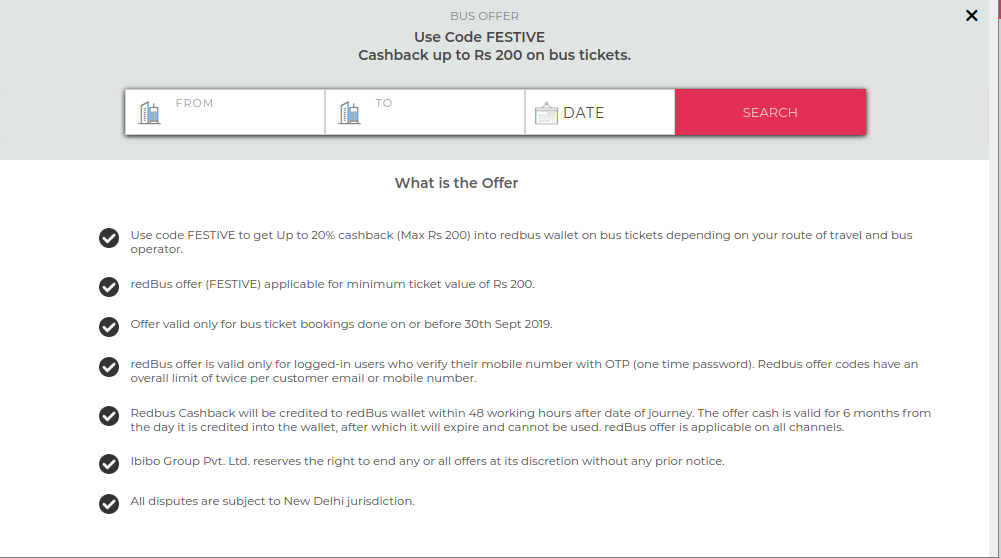 BUS OFFER
Use Code FESTIVE
Cashback up to Rs 200 on bus tickets.
FROM
TO
DATE
SEARCH
What is the Offer
Use code FESTIVE to get Up to 20% cashback (Max Rs 200) into redbus wallet on bus tickets depending on your route of travel and bus
operator.
redBus offer (FESTIVE) applicable for minimum ticket value of Rs 200.
Offer valid only for bus ticket bookings done on or before 30th Sept 2019.
redBus offer is valid only for logged-in users who verify their mobile number with OTP (one time password). Redbus offer codes have an
overall limit of twice per customer email or mobile number.
Redbus Cashback will be credited to redBus wallet within 48 working hours after date of journey. The offer cash is valid for 6 months from
the day it is credited into the wallet, after which it will expire and cannot be used. redBus offer is applicable on all channels.
Ibibo Group Pvt. Ltd. reserves the right to end any or all offers at its discretion without any prior notice.
All disputes are subject to New Delhi jurisdiction.